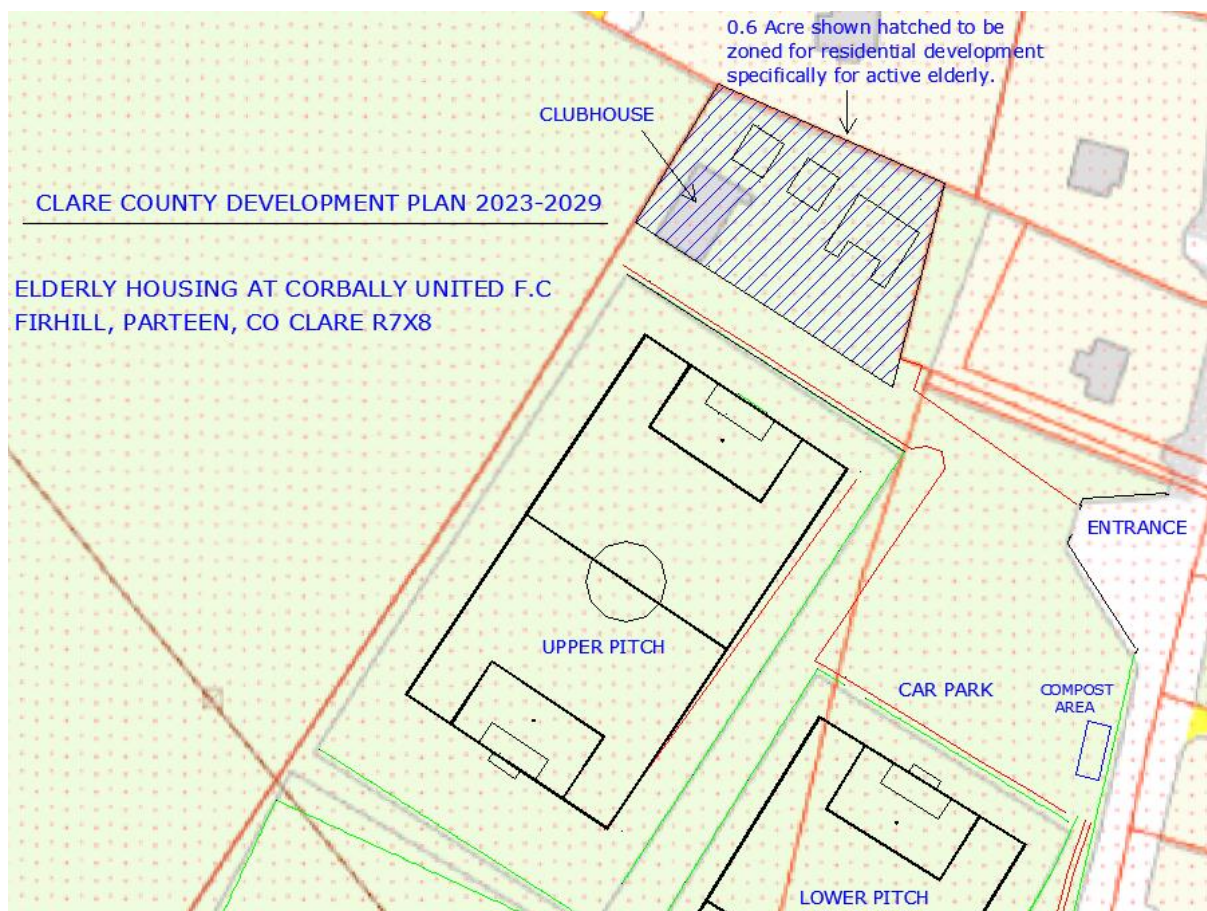 0.6 Acre shown hatched to be
zoned for residential development
specifically for active elderly.
CLUBHOUSE
CLARE COUNTY DEVELOPMENT PLAN 2023-2029
ELDERLY HOUSING AT CORBALLY UNITED F.C
FIRHILL, PARTEEN, CO CLARE R7X8
ENTRANCE
UPPER PITCH
CAR PARK
COMPOST
AREA
LOWER PITCH